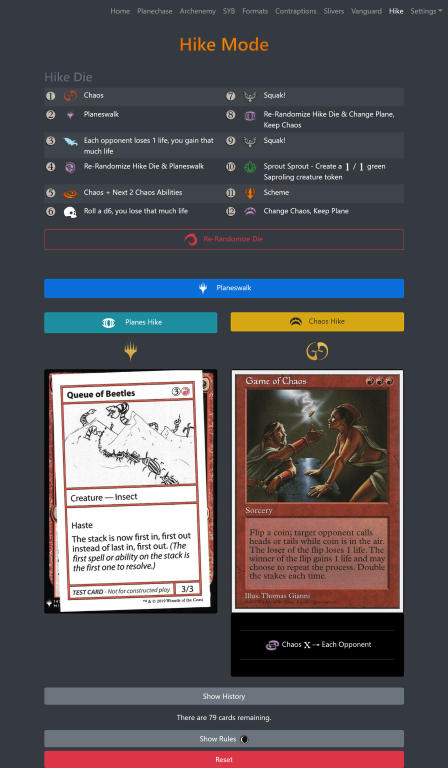 Home Planechase Archenemy SYB Formats Contraptions Slivers Vanguard Hike Settings
Hike Mode
Hike Die
1 Chaos
2 Planeswalk
3 Each opponent loses 1 life, you gain that
much life
4 Re-Randomize Hike Die & Planeswalk
5 Chaos + Next 2 Chaos Abilities
6 Roll a d6, you lose that much life
7 Squak!
8 Re-Randomize Hike Die & Change Plane,
Keep Chaos
9 Squak!
10 Sprout Sprout - Create a 1 / 1 green
Saproling creature token
11 Scheme
12 Change Chaos, Keep Plane
Re-Randomize Die
Planeswalk
Planes Hike
Chaos Hike
Queue of Beetles 3
Creature — Insect
Haste
The stack is now first in, first out
instead of last in, first out. (The
first spell or ability on the stack is
the first one to resolve.)
TEST CARD - Not for constructed play 3/3
™ & © 2019 Wizards of the Coast
Game of Chaos
Sorcery
Flip a coin; target opponent calls
heads or tails while coin is in the air.
The loser of the flip loses 1 life. The
winner of the flip gains 1 life and may
choose to repeat the process. Double
the stakes each time.
Illus. Thomas Gianni
Chaos X → Each Opponent
Show History
There are 79 cards remaining.
Show Rules
Reset